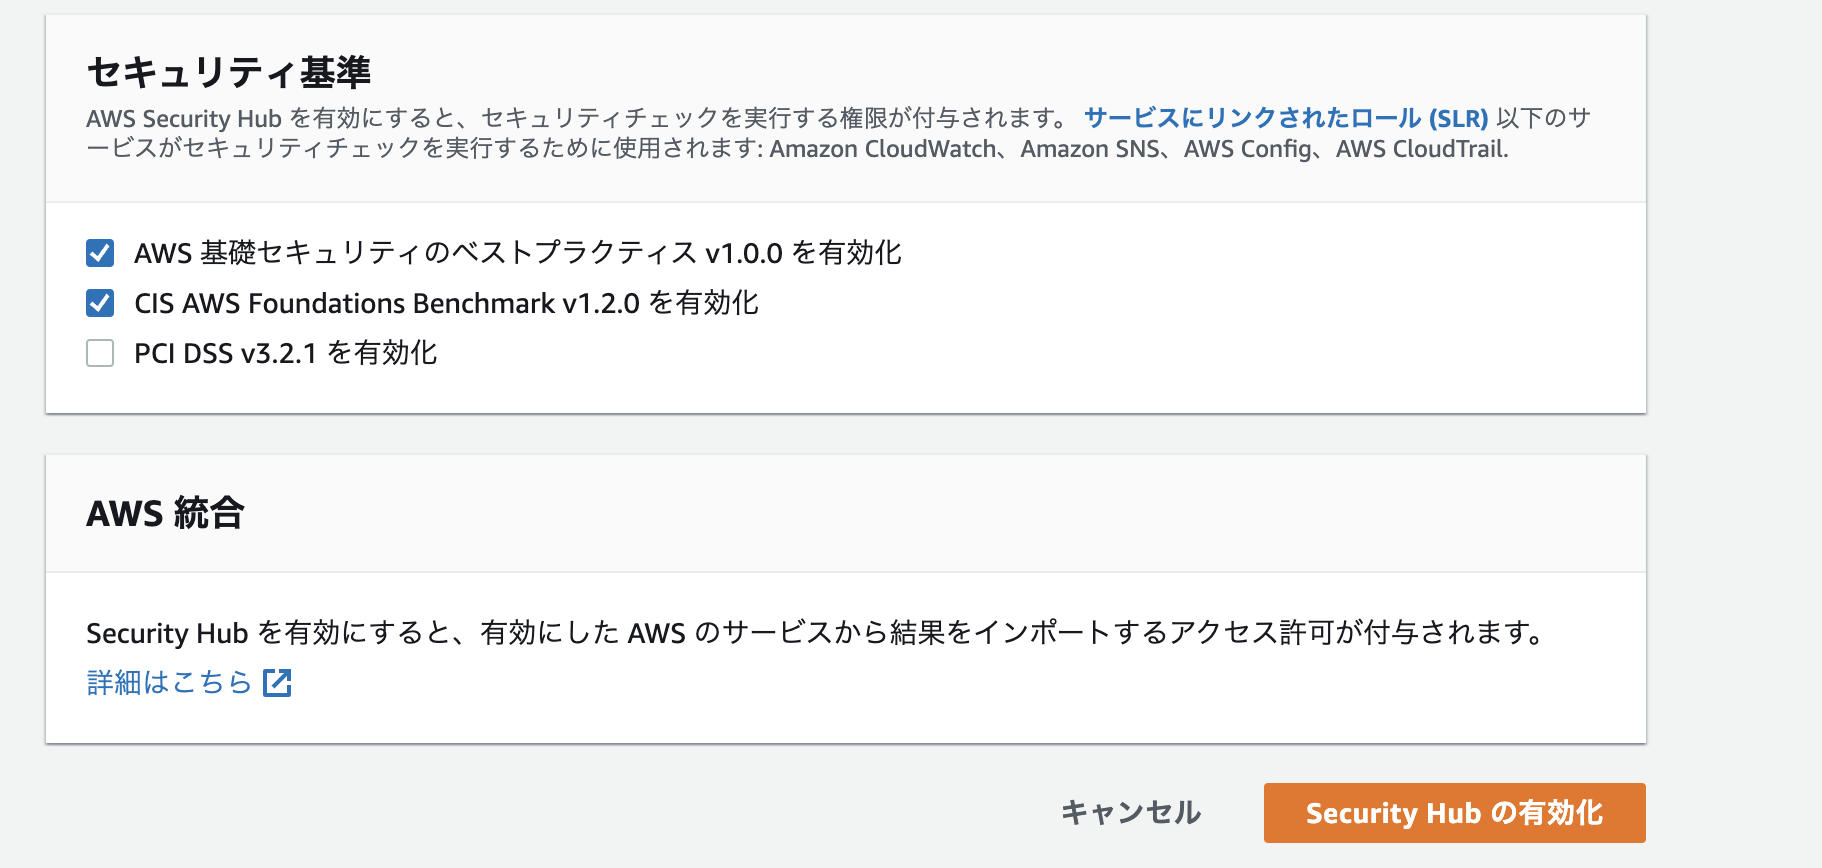 セキュリティ基準
AWS Security Hub を有効にすると、セキュリティチェックを実行する権限が付与されます。 サービスにリンクされたロール (SLR) 以下のサ
ービスがセキュリティチェックを実行するために使用されます: Amazon CloudWatch、Amazon SNS、AWS Config、AWS CloudTrail.
AWS 基礎セキュリティのベストプラクティス v1.0.0 を有効化
CIS AWS Foundations Benchmark v1.2.0 を有効化
PCI DSS v3.2.1 を有効化
AWS 統合
Security Hub を有効にすると、有効にした AWS のサービスから結果をインポートするアクセス許可が付与されます。
詳細はこちら
キャンセル
Security Hub の有効化